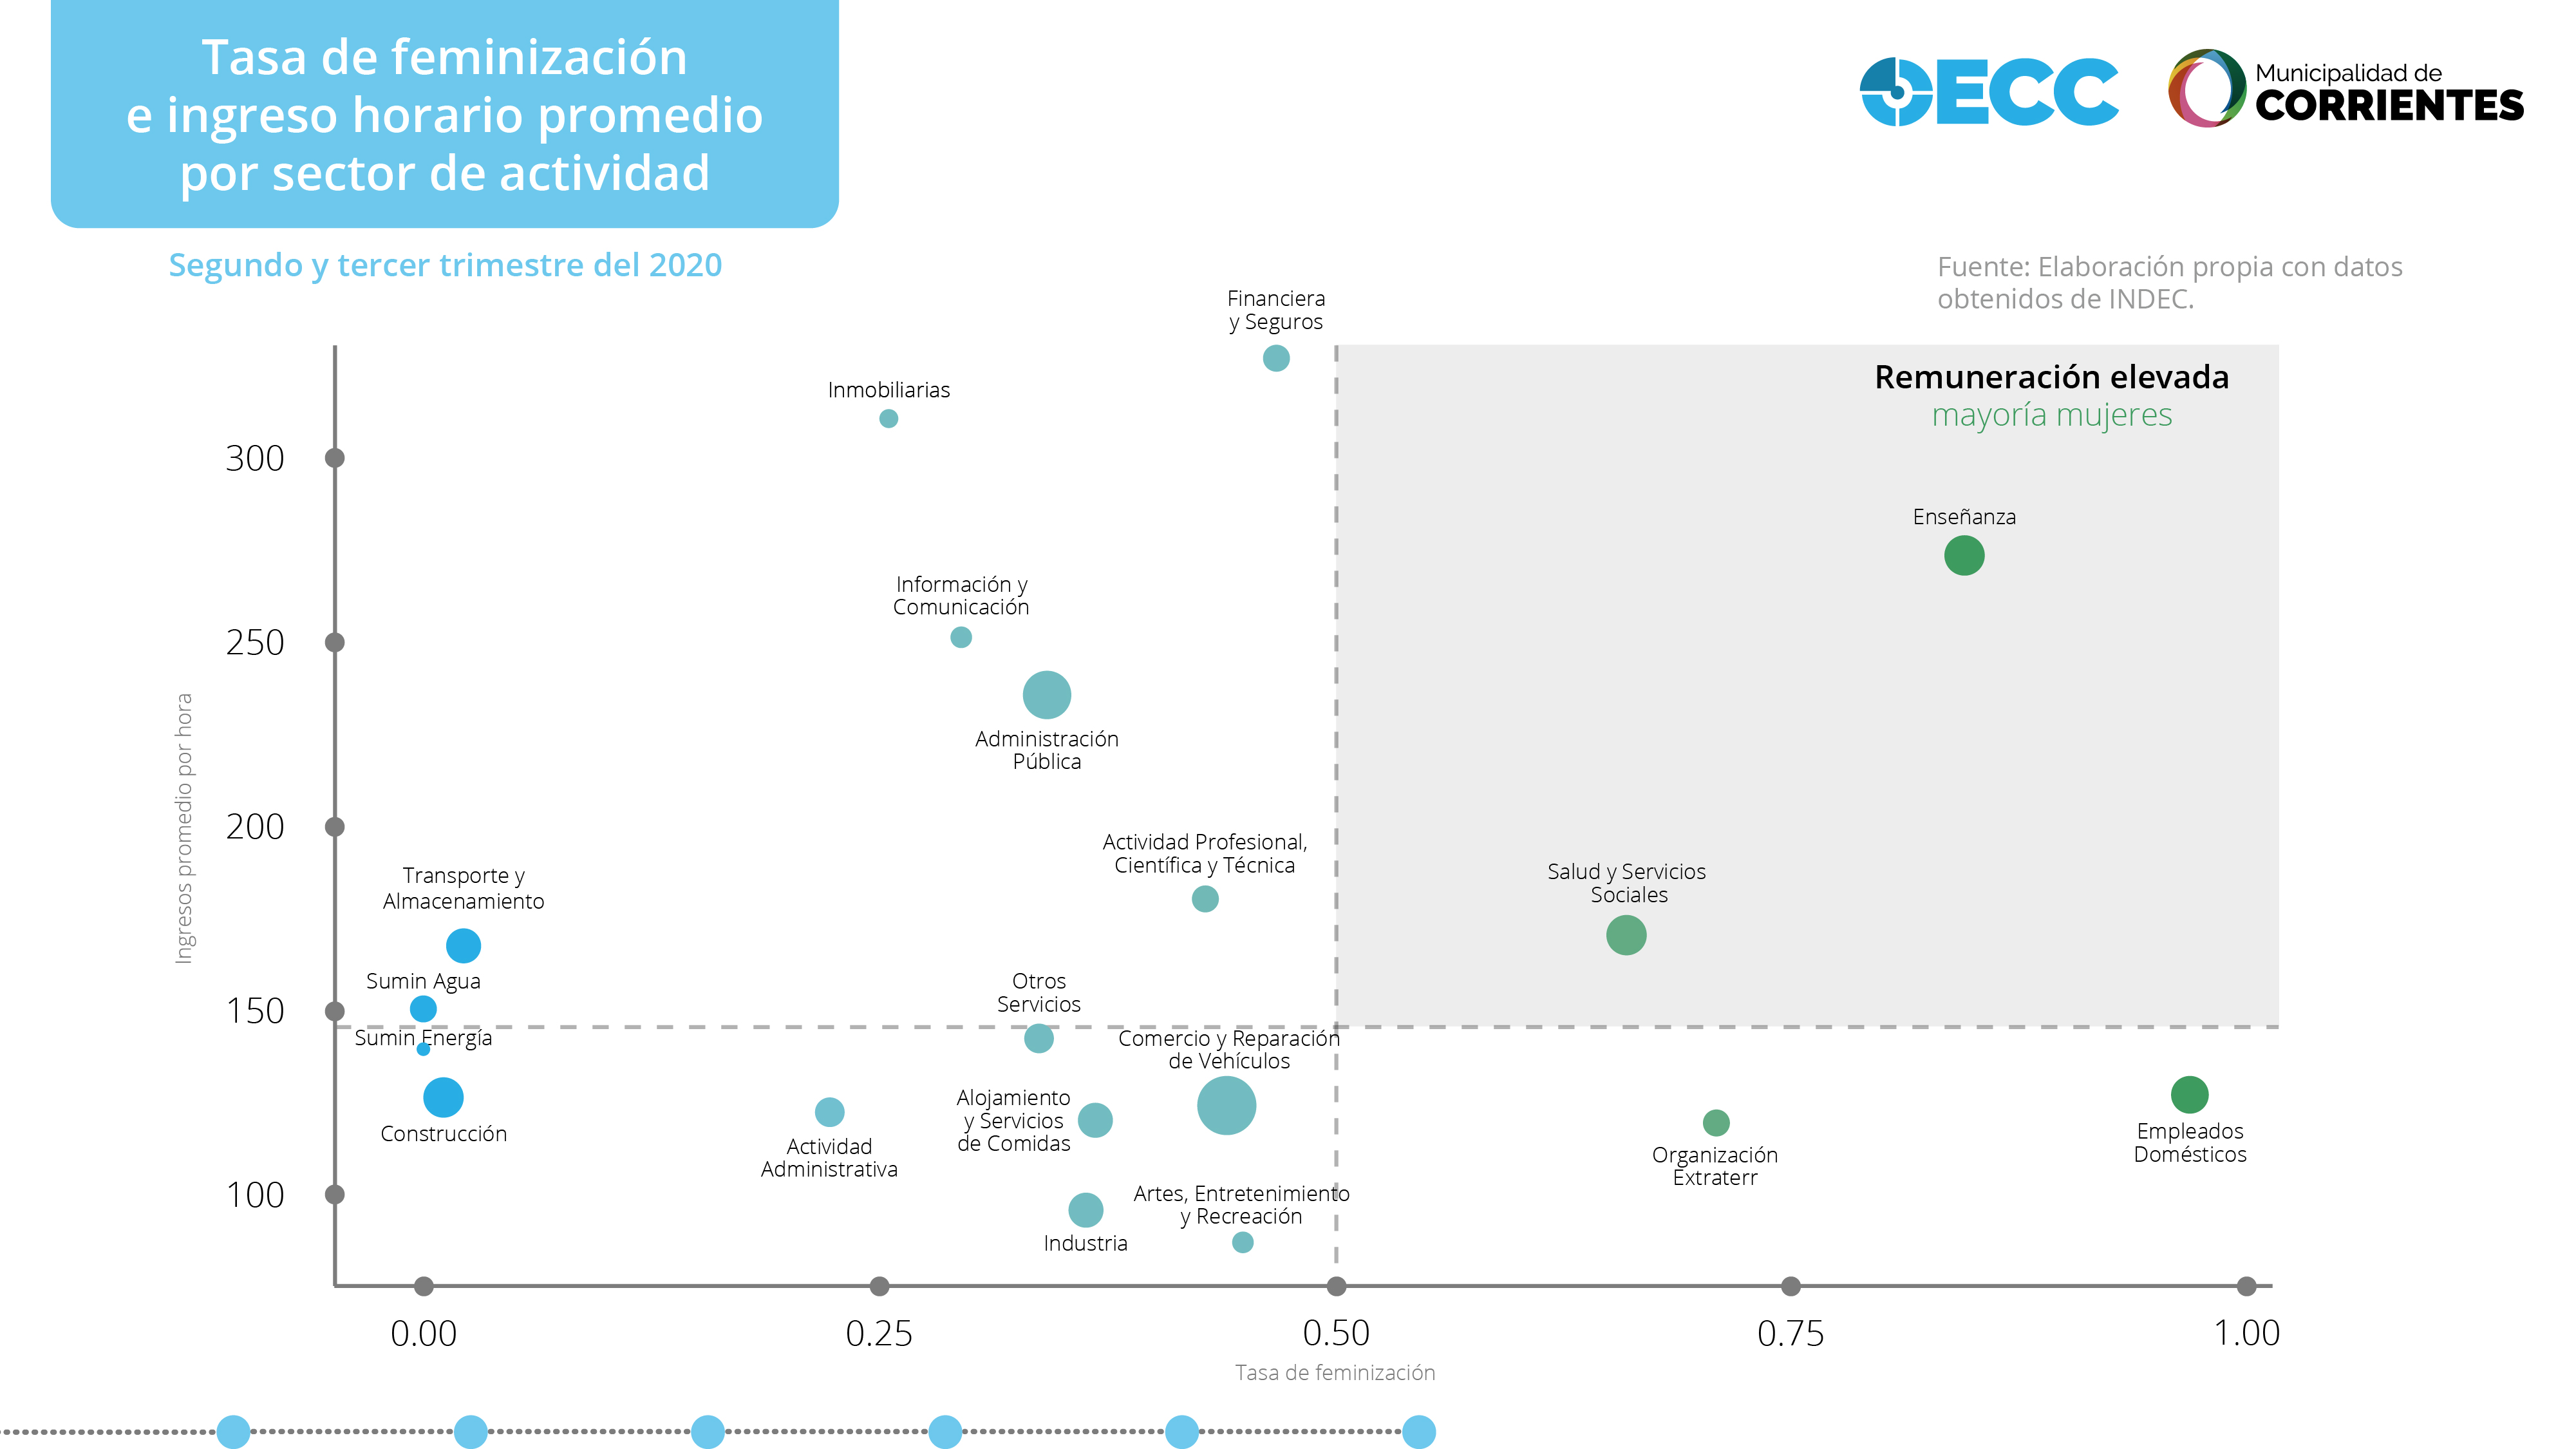 Tasa de feminización
e ingreso horario promedio
por sector de actividad
OECC
Municipalidad de
CORRIENTES
Segundo y tercer trimestre del 2020
Fuente: Elaboración propia con datos
obtenidos de INDEC.
Financiera
y Seguros
Remuneración elevada
mayoría mujeres
Inmobiliarias
300
Enseñanza
Información y
Comunicación
250
Administración
Pública
Ingresos promedio por hora
200
Actividad Profesional,
Científica y Técnica
Transporte y
Almacenamiento
Salud y Servicios
Sociales
Sumin Agua
Otros
Servicios
150
Sumin Energía
Comercio y Reparación
de Vehículos
Construcción
Alojamiento
y Servicios
de Comidas
Actividad
Administrativa
Empleados
Domésticos
Organización
Extraterr
100
Artes, Entretenimiento
y Recreación
Industria
0.00
0.25
0.50
0.75
1.00
Tasa de feminización